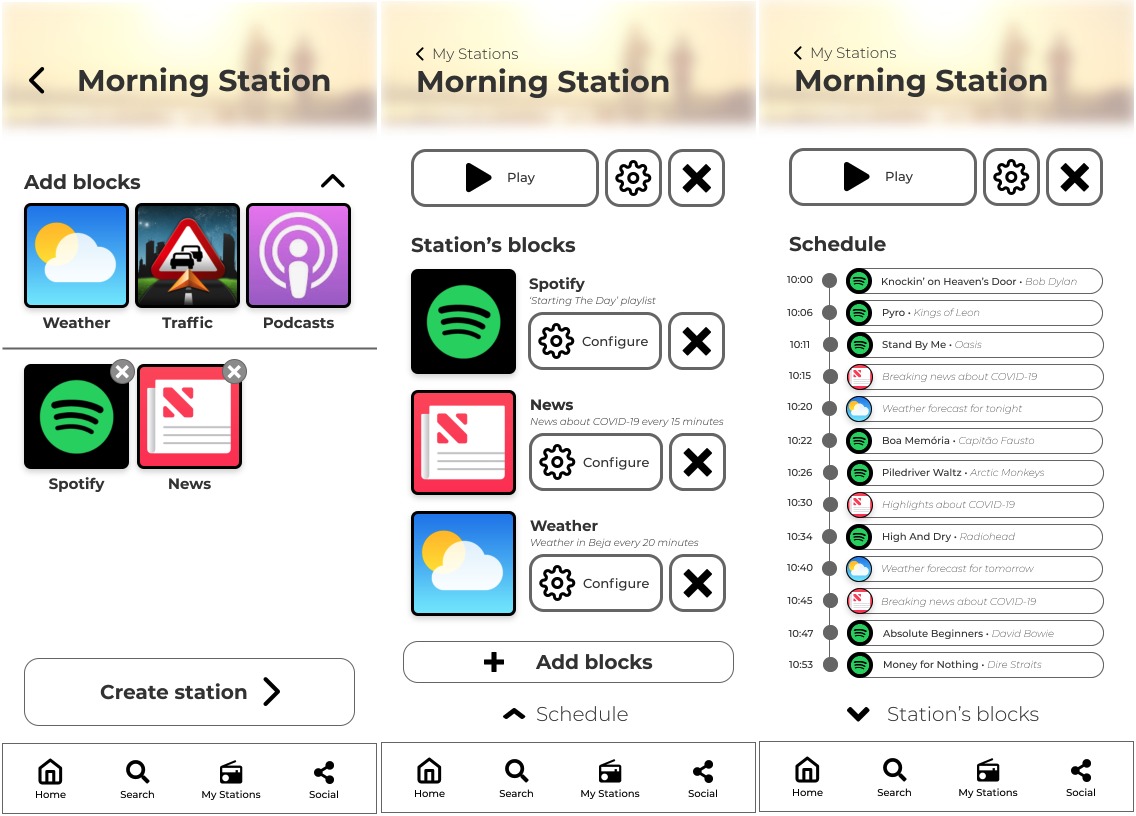 Morning Station
Add blocks
Weather
Traffic
Podcasts
Spotify
News
Create station
Home
Search
My Stations
Social
My Stations
Morning Station
Play
Station's blocks
Spotify
'Starting The Day' playlist
Configure
News
News about COVID-19 every 15 minutes
Configure
Weather
Weather in Beja every 20 minutes
Configure
Add blocks
Schedule
Home
Search
My Stations
Social
My Stations
Morning Station
Play
Schedule
10:00 Knockin' on Heaven's Door • Bob Dylan
10:06 Pyro • Kings of Leon
10:11 Stand By Me • Oasis
10:15 Breaking news about COVID-19
10:20 Weather forecast for tonight
10:22 Boa Memória • Capitão Fausto
10:26 Piledriver Waltz • Arctic Monkeys
10:30 Highlights about COVID-19
10:34 High And Dry • Radiohead
10:40 Weather forecast for tomorrow
10:45 Breaking news about COVID-19
10:47 Absolute Beginners • David Bowie
10:53 Money for Nothing • Dire Straits
Station's blocks
Home
Search
My Stations
Social